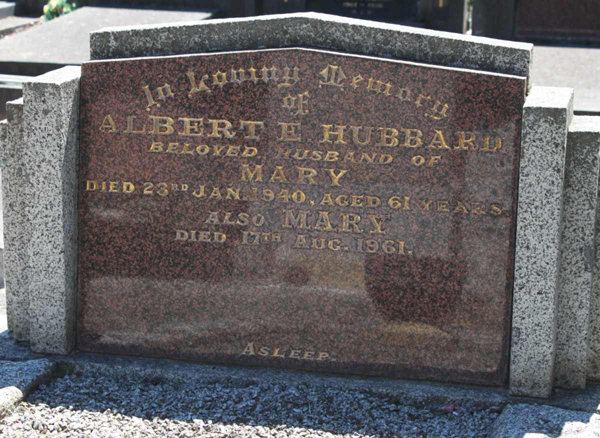 In Loving Memory
of
ALBERT E HUBBARD
BELOVED HUSBAND OF
MARY
DIED 23RD JAN. 1940, AGED 61 YEARS.
ALSO MARY
DIED 17TH AUG. 1961.
ASLEEP.